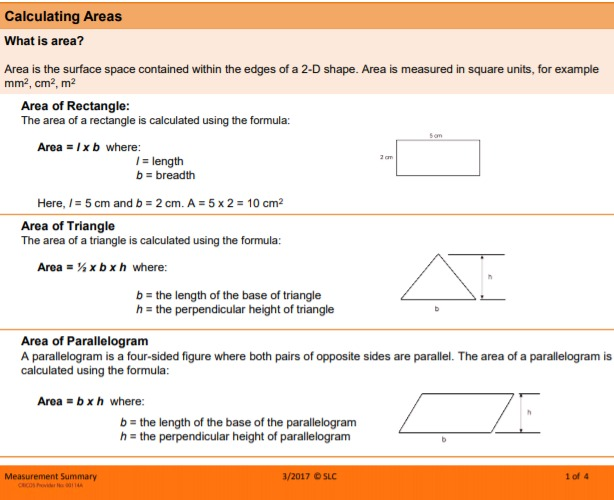 Calculating Areas
What is area?
Area is the surface space contained within the edges of a 2-D shape. Area is measured in square units, for example
mm², cm², m²
Area of Rectangle:
The area of a rectangle is calculated using the formula:
5 cm
Area = l x b where:
2 cm
l = length
b = breadth
Here, l = 5 cm and b = 2 cm. A = 5 x 2 = 10 cm²
Area of Triangle
The area of a triangle is calculated using the formula:
Area = ½ x b x h where:
h
b = the length of the base of triangle
h = the perpendicular height of triangle
b
Area of Parallelogram
A parallelogram is a four-sided figure where both pairs of opposite sides are parallel. The area of a parallelogram is
calculated using the formula:
Area = b x h where:
h
b = the length of the base of the parallelogram
h = the perpendicular height of parallelogram
b
Measurement Summary 3/2017 © SLC 1 of 4
CRICOS Provider No 00114A